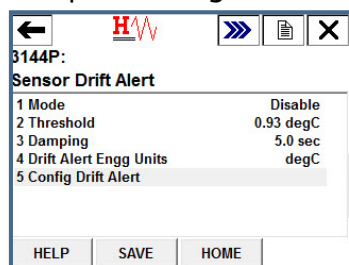 H
3144P:
Sensor Drift Alert
1 Mode Disable
2 Threshold 0.93 degC
3 Damping 5.0 sec
4 Drift Alert Engg Units degC
5 Config Drift Alert
HELP SAVE HOME